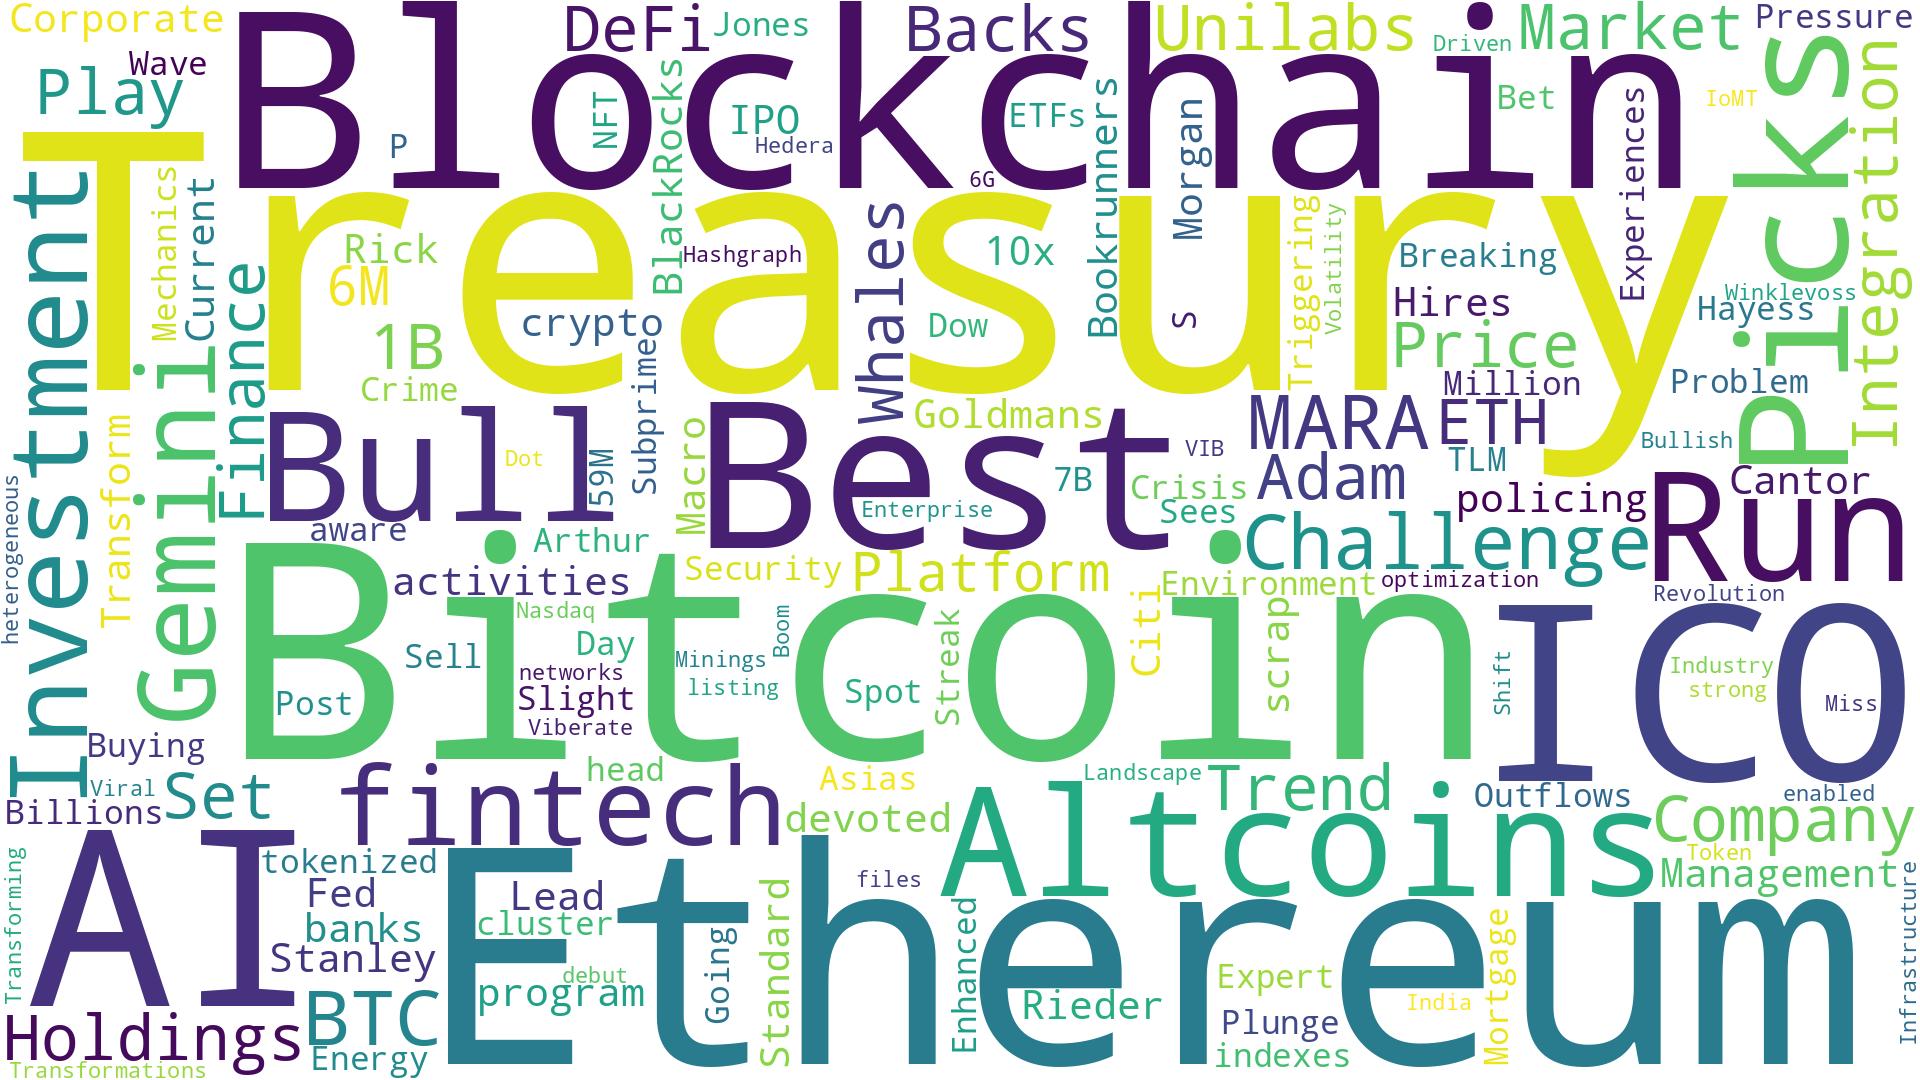 Corporate
Blockchain
DeFi
Jones
Backs
Unilabs
Driven
Market
Pressure
Wave
Play
NFT
BlackRocks
IPO
Hedera
ETFs
Bookrunners
Morgan
Bet
Experiences
IoMT
Picks
Integration
P
6G
Treasury
Investment
Mechanics
Current
Rick
6M
Hashgraph
Whales
10x
S
Triggering
Volatility
Breaking
Hires
Winklevoss
Hayess
Gemini
Finance
1B
crypto
Subprimec
Dow
Price
Crime
Million
Problem
Transform
Bull
Dot
59M
Macro
Best
Goldmans
MARA
ETH
Bullish
VIB
TLM
Adam
Cantor
heterogeneous
aware
Enterprise
7B
Crisis
Sees
policing
Run
Arthur
Challenge
activities
Security
Platform
Environment
optimization
Revolution
Bitcoin
Nasdaq
Day
Boom
Streak
Citi
scrap
ICO
Sell
networks
Minings
listing
Slight
Spot
Shift
Industry
strong
Miss
Post
Viberate
Buying
Viral
Set
Billions
fintech
head
Asias
devoted
Landscape
Trend
Outflows
enabled
Altcoins
Company
Token
Management
AI
tokenized
Fed
Lead
files
Transforming
banks
cluster
Ethereum
Stanley
debut
program
Going
Standard
Enhanced
Rieder
Expert
India
Mortgage
Infrastructure
BTC
Holdings
Plunge
Energy
indexes
Transformations